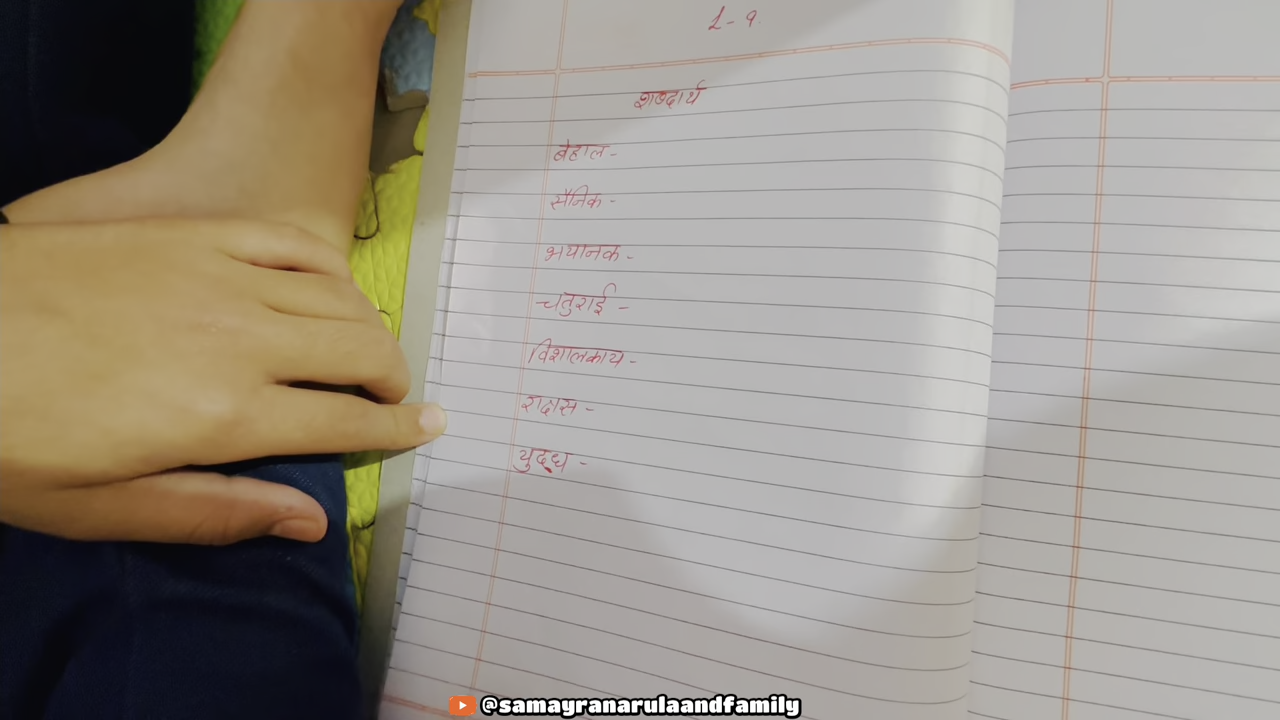 L-9.
शब्दार्थ
बेहाल-
सैनिक-
भयानक-
चतुराई-
विशालकाय-
राक्षस-
युद्ध-
@samayranarulaandfamily